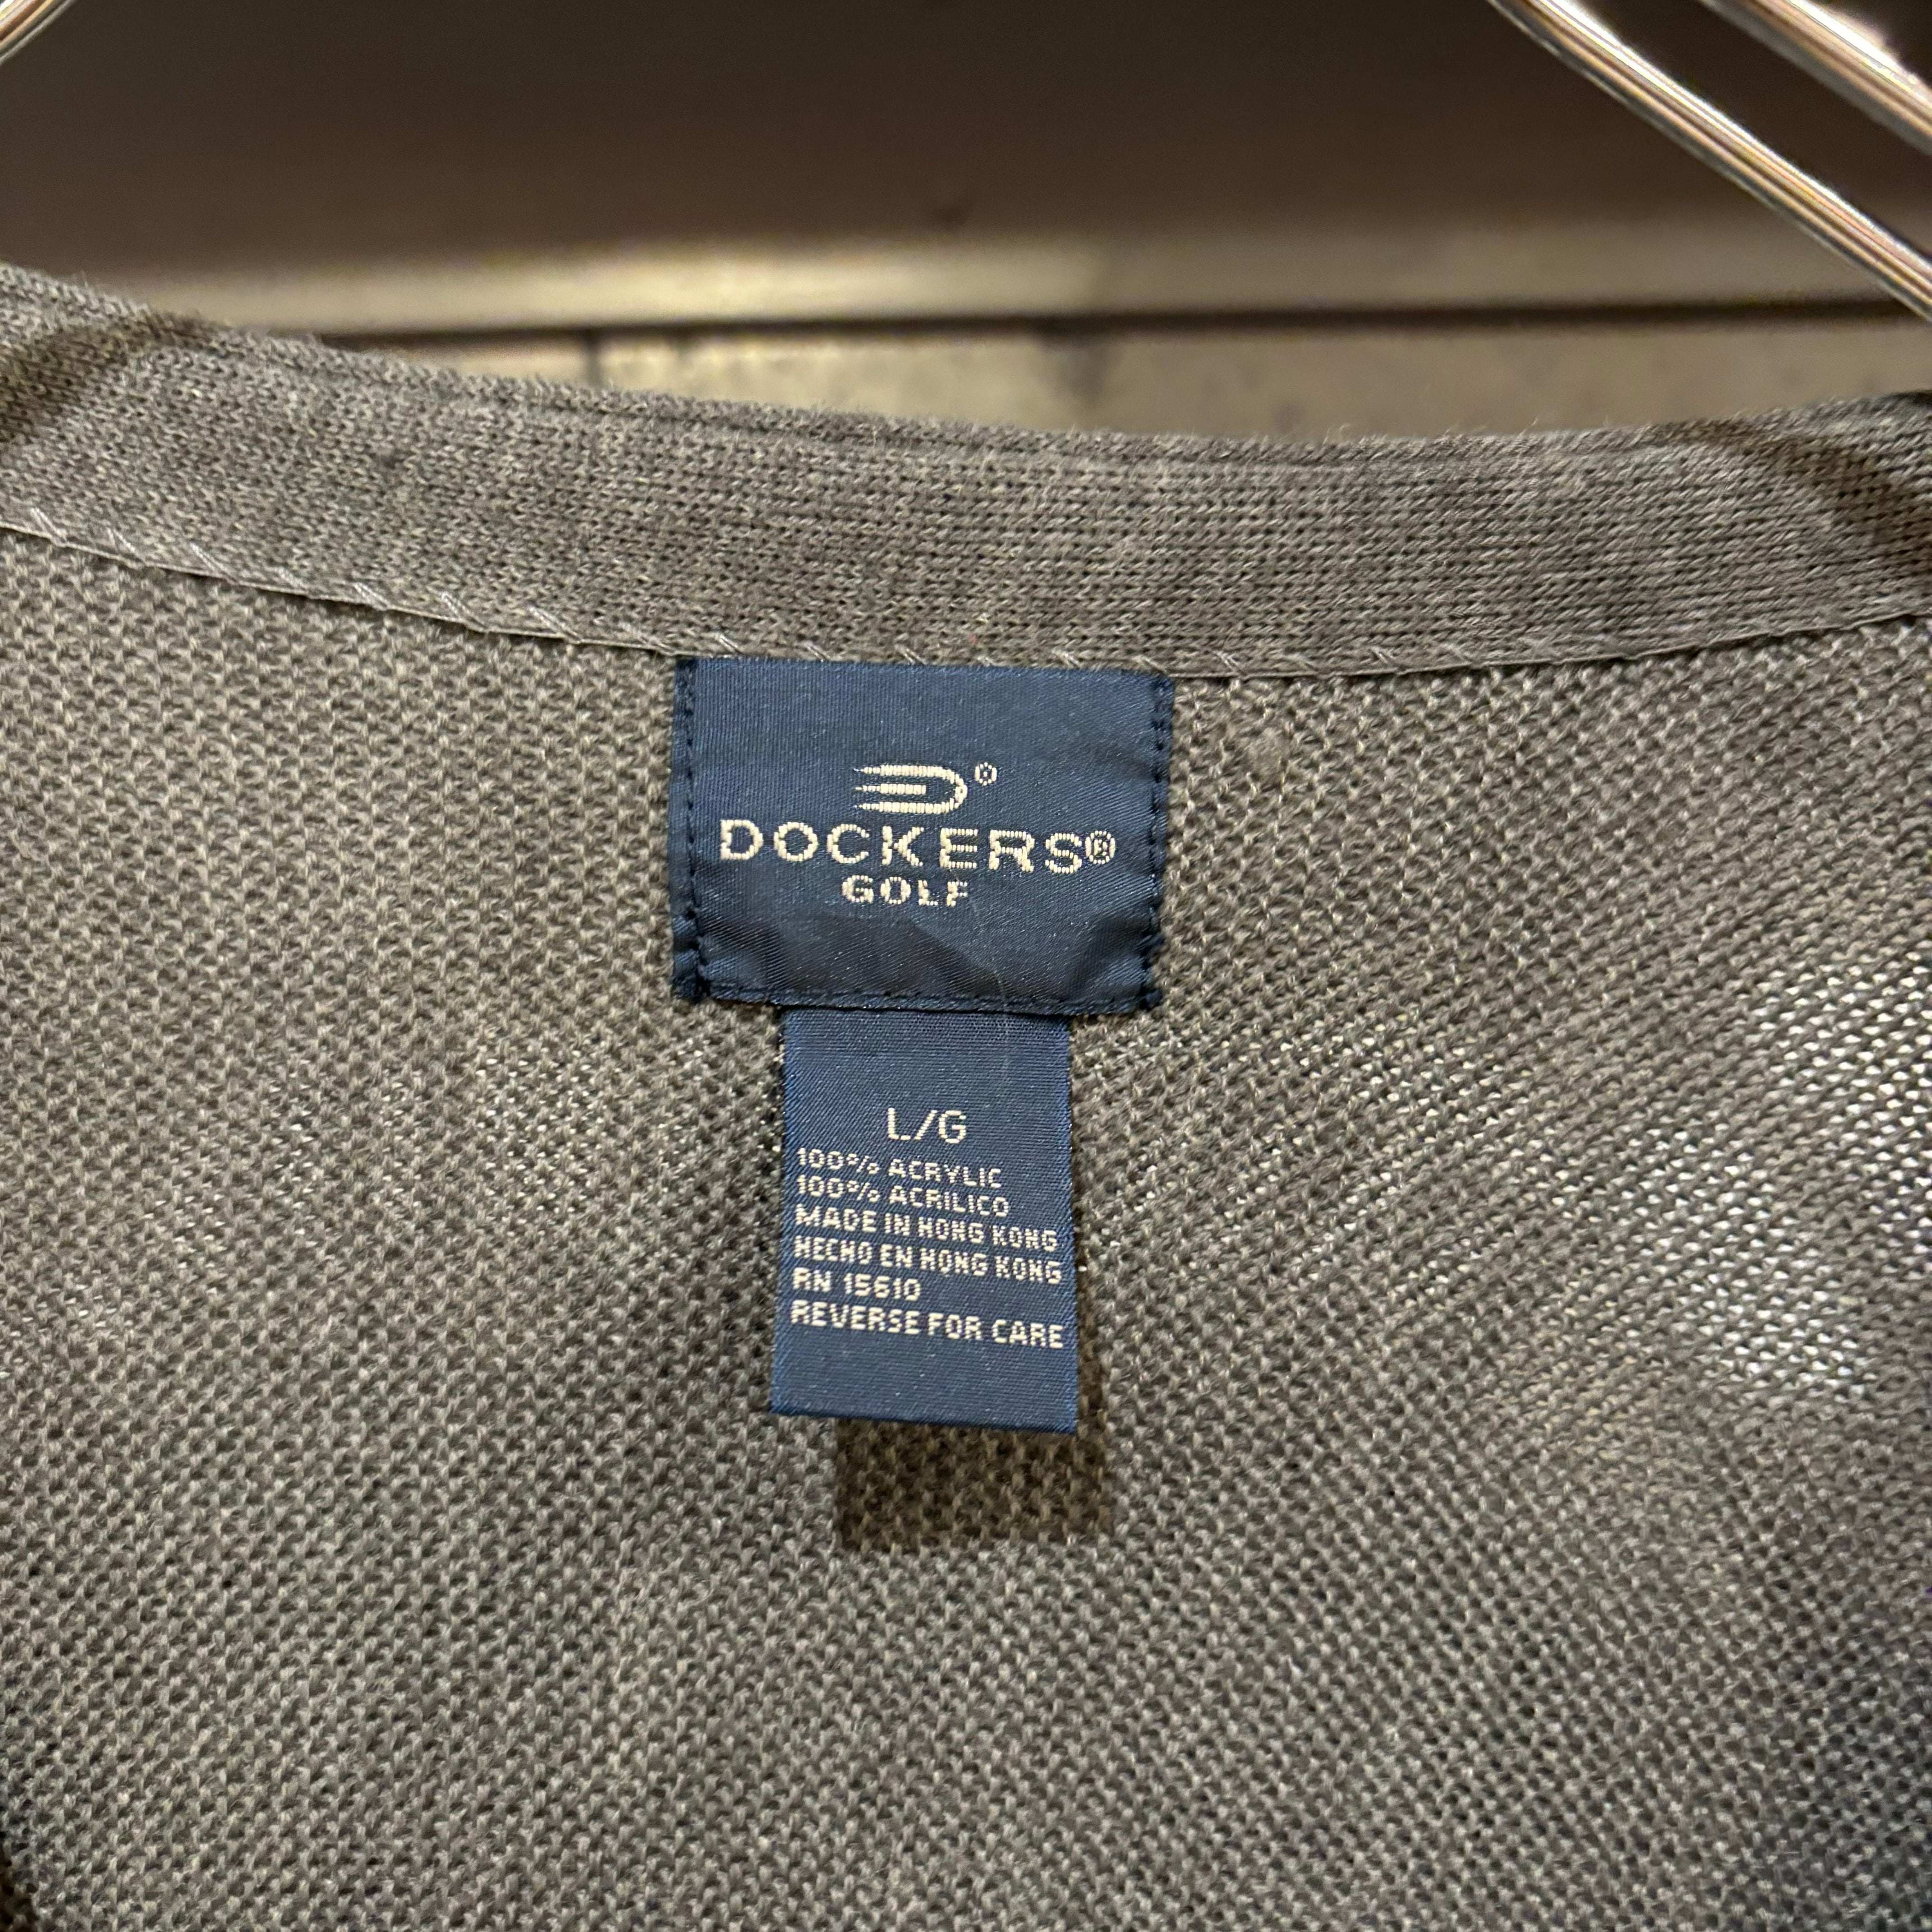 DOCKERS®
GOLF
L/G
100% ACRYLIC
100% ACRILICO
MADE IN HONG KONG
HECHO EN HONG KONG
RN 15610
REVERSE FOR CARE